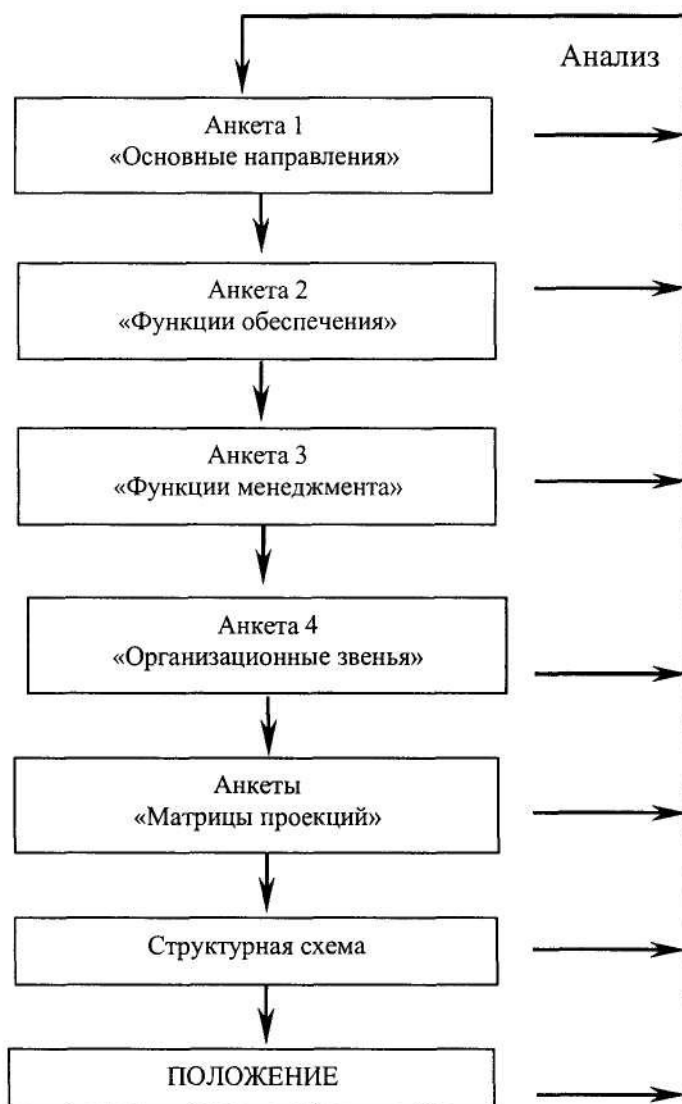 Анализ
Анкета 1
«Основные направления»
Анкета 2
«Функции обеспечения»
Анкета 3
«Функции менеджмента»
Анкета 4
«Организационные звенья»
Анкеты
«Матрицы проекций»
Структурная схема
ПОЛОЖЕНИЕ